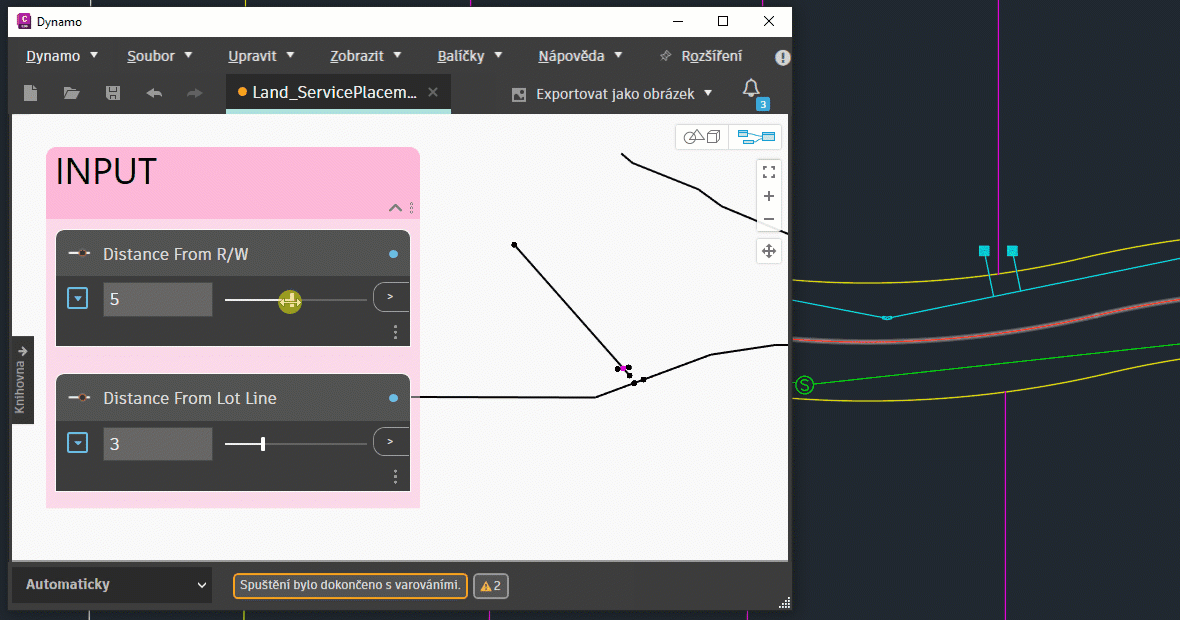 Dynamo
Dynamo Soubor Upravit Zobrazit Balíčky Nápověda Rozšíření
Land_ServicePlacem... Exportovat jako obrázek 3
INPUT
Distance From R/W
5 >
Knihovna
Distance From Lot Line
3 >
S
Automaticky Spuštění bylo dokončeno s varováními. 2